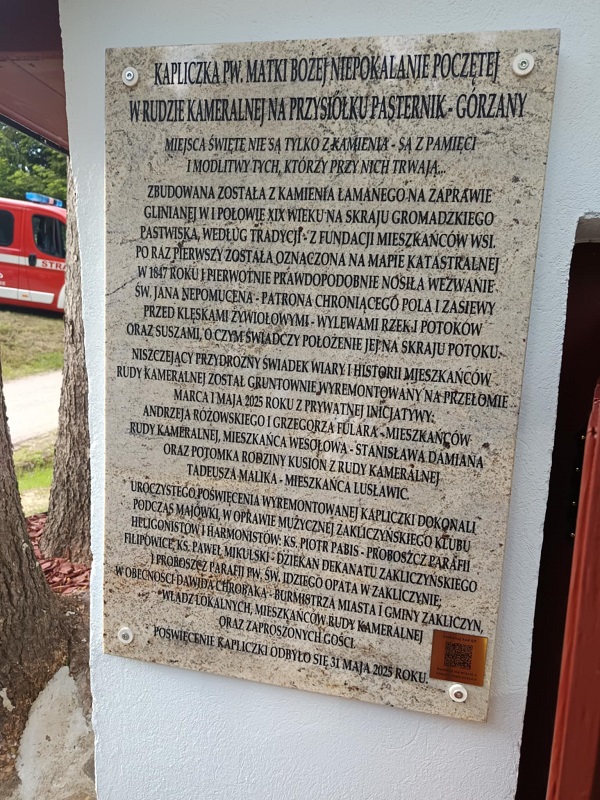 KAPLICZKA PW. MATKI BOŻEJ NIEPOKALANIE POCZĘTEJ
W RUDZIE KAMERALNEJ NA PRZYSIÓŁKU PASTERNIK - GÓRZANY
MIEJSCA ŚWIĘTE NIE SĄ TYLKO Z KAMIENIA - SĄ Z PAMIĘCI
I MODLITWY TYCH, KTÓRZY PRZY NICH TRWAJĄ...
ZBUDOWANA ZOSTAŁA Z KAMIENIA ŁAMANEGO NA ZAPRAWIE
GLINIANEJ W I POŁOWIE XIX WIEKU NA SKRAJU GROMADZKIEGO
PASTWISKA, WEDŁUG TRADYCJI - Z FUNDACJI MIESZKAŃCÓW WSI.
PO RAZ PIERWSZY ZOSTAŁA OZNACZONA NA MAPIE KATASTRALNEJ
W 1847 ROKU I PIERWOTNIE PRAWDOPODOBNIE NOSIŁA WEZWANIE
ŚW. JANA NEPOMUCENA - PATRONA CHRONIĄCEGO POLA I ZASIEWY
PRZED KLĘSKAMI ŻYWIOŁOWYMI - WYLEWAMI RZEK I POTOKÓW
ORAZ SUSZAMI, O CZYM ŚWIADCZY POŁOŻENIE JEJ NA SKRAJU POTOKU.
NISZCZEJĄCY PRZYDROŻNY ŚWIADEK WIARY I HISTORII MIESZKAŃCÓW
RUDY KAMERALNEJ ZOSTAŁ GRUNTOWNIE WYREMONTOWANY NA PRZEŁOMIE
MARCA I MAJA 2025 ROKU Z PRYWATNEJ INICJATYWY:
ANDRZEJA RÓŻOWSKIEGO I GRZEGORZA FULARA - MIESZKAŃCÓW
RUDY KAMERALNEJ, MIESZKAŃCA WESOŁOWA - STANISŁAWA DAMIANA
ORAZ POTOMKA RODZINY KUSION Z RUDY KAMERALNEJ
TADEUSZA MALIKA - MIESZKAŃCA LUSŁAWIC.
UROCZYSTEGO POŚWIĘCENIA WYREMONTOWANEJ KAPLICZKI DOKONALI
PODCZAS MAJÓWKI, W OPRAWIE MUZYCZNEJ ZAKLICZYŃSKIEGO KLUBU
HELIGONISTÓW I HARMONISTÓW: KS. PIOTR PABIS - PROBOSZCZ PARAFII
FILIPOWICE, KS. PAWEŁ MIKULSKI - DZIEKAN DEKANATU ZAKLICZYŃSKIEGO
I PROBOSZCZ PARAFII PW. ŚW. IDZIEGO OPATA W ZAKLICZYNIE;
W OBECNOŚCI DAWIDA CHROBAKA - BURMISTRZA MIASTA I GMINY ZAKLICZYN,
WŁADZ LOKALNYCH, MIESZKAŃCÓW RUDY KAMERALNEJ
ORAZ ZAPROSZONYCH GOŚCI.
POŚWIĘCENIE KAPLICZKI ODBYŁO SIĘ 31 MAJA 2025 ROKU.
STRA